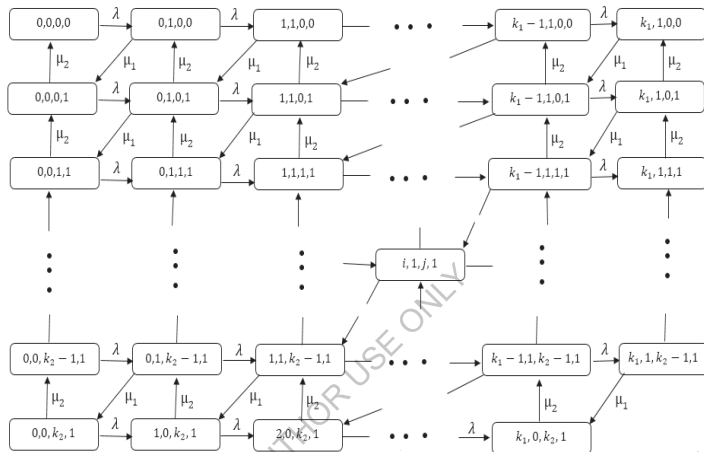 0,0,0,0 λ 0,1,0,0 λ 1,1,0,0 • • • k₁ − 1,1,0,0 λ k₁, 1,0,0
μ₂ μ₁ μ₂ μ₁ μ₂ μ₂ μ₁ μ₂
0,0,0,1 λ 0,1,0,1 λ 1,1,0,1 • • • k₁ − 1,1,0,1 λ k₁, 1,0,1
μ₂ μ₁ μ₂ μ₁ μ₂ μ₂ μ₁ μ₂
0,0,1,1 λ 0,1,1,1 λ 1,1,1,1 • • • k₁ − 1,1,1,1 λ k₁, 1,1,1
i, 1, j, 1
0,0, k₂ − 1,1 λ 0,1, k₂ − 1,1 λ 1,1, k₂ − 1,1 • • • k₁ − 1,1, k₂ − 1,1 λ k₁, 1, k₂ − 1,1
μ₂ μ₁ μ₂ μ₁ μ₂ μ₂ μ₁
0,0, k₂, 1 λ 1,0, k₂, 1 λ 2,0, k₂, 1 • • • λ k₁, 0, k₂, 1
THOR USE ONLY